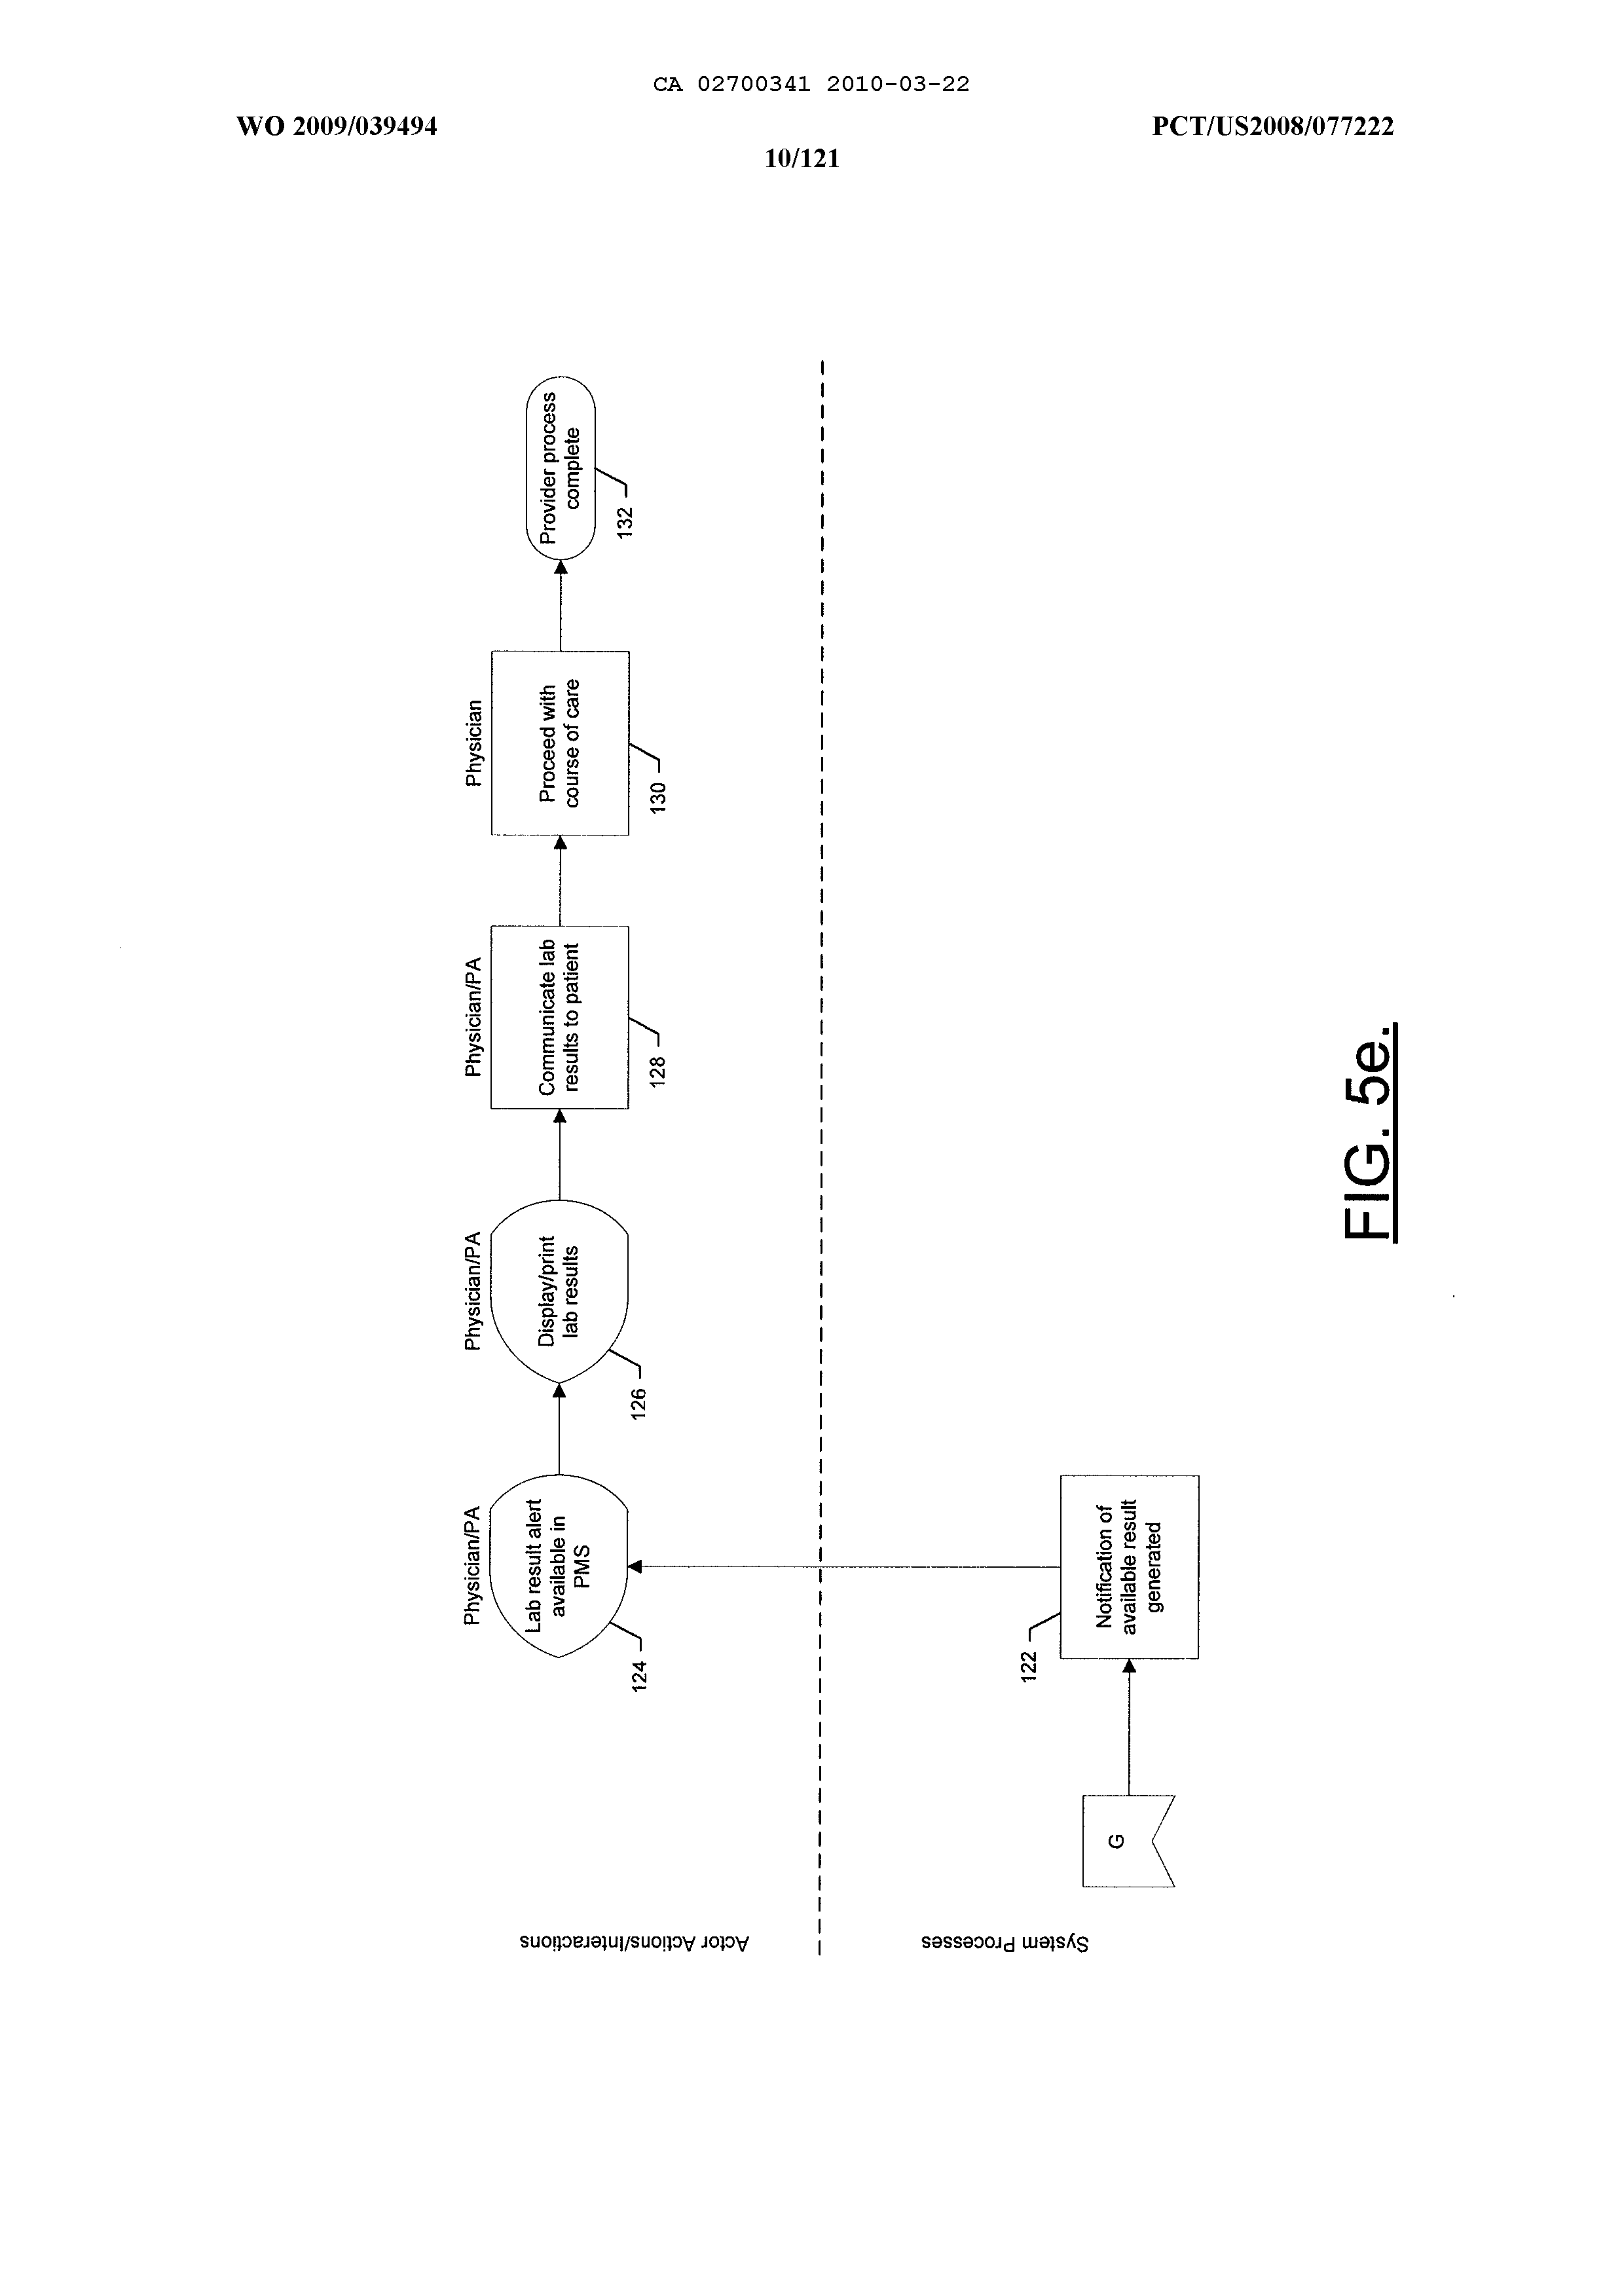 CA 02700341 2010-03-22
WO 2009/039494
PCT/US2008/077222
10/121
Actor Actions/Interactions
Physician/PA
Lab result alert
available in
PMS
124
Physician/PA
Display/print
lab results
126
Physician/PA
Communicate lab
results to patient
128
Physician
Proceed with
course of care
130
Provider process
complete
132
System Processes
G
122
Notification of
available result
generated
FIG. 5e.